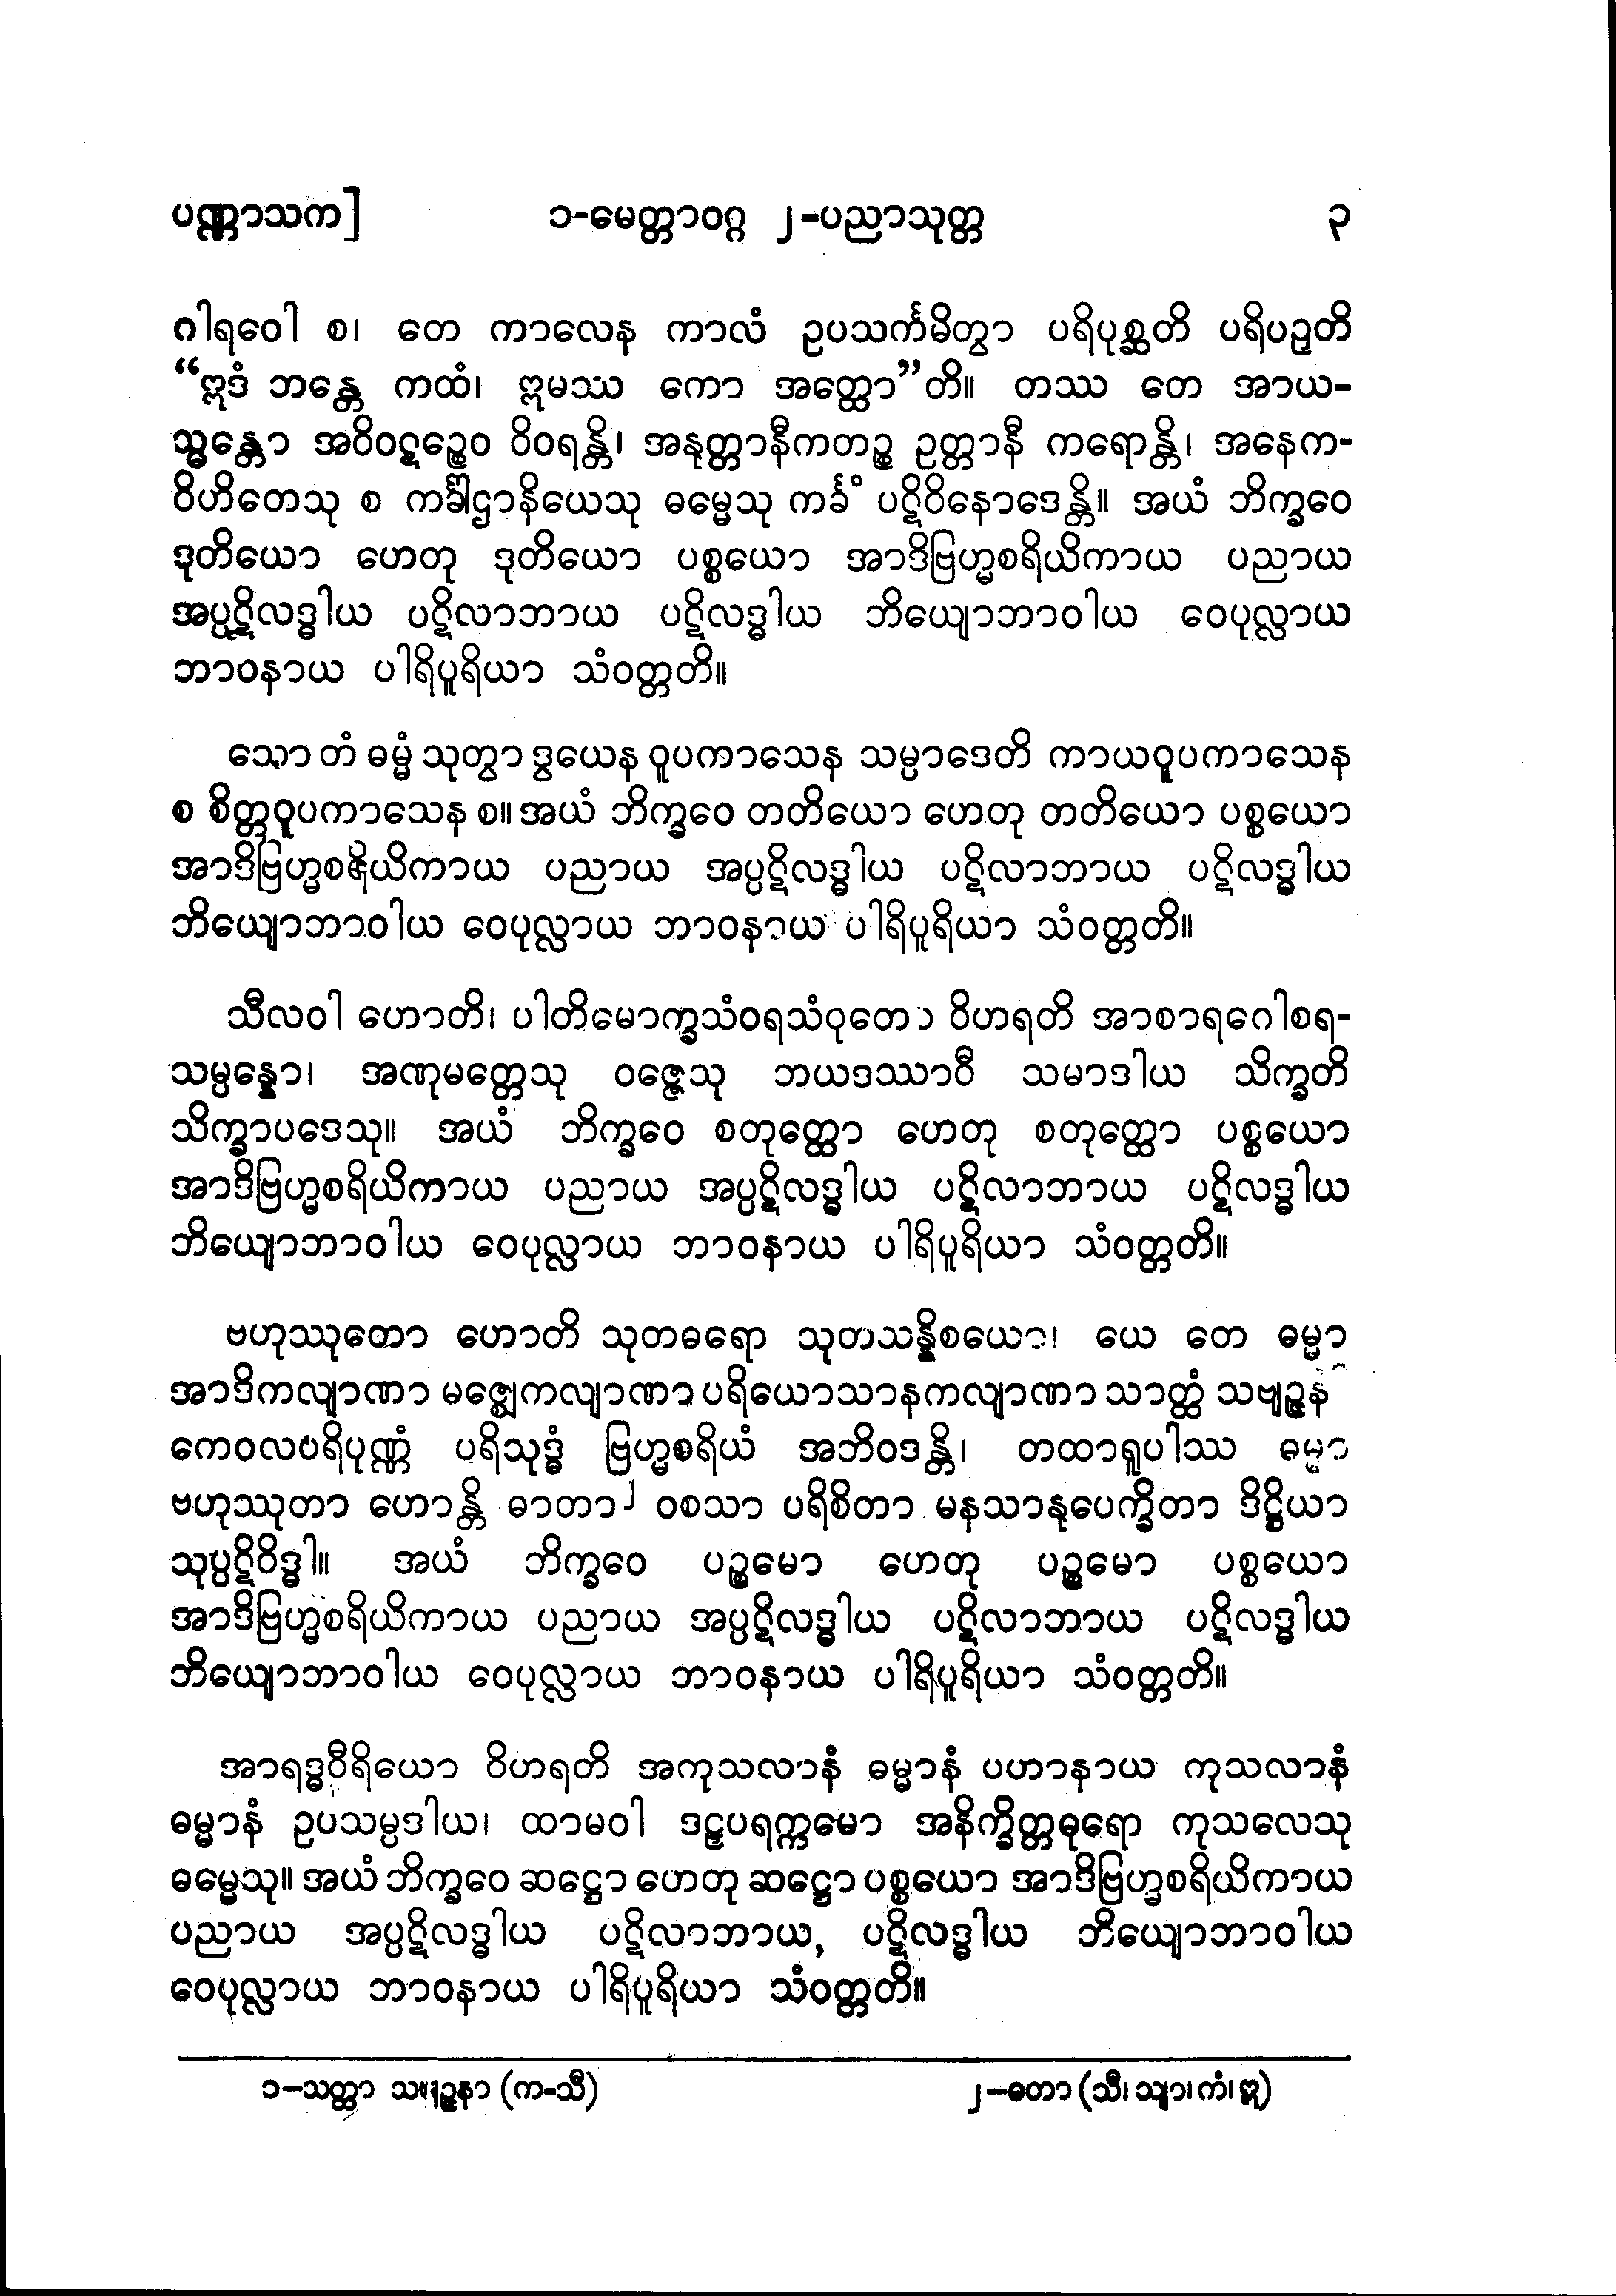 ပဏ္ဏာသက] ၁-မေတ္တာဝဂ္ဂ ၂-ပညာသုတ္တ ၃
ဂါရဝေါ စ၊ တေ ကာလေန ကာလံ ဥပသင်္ကမိတွာ ပရိပုစ္ဆတိ ပရိပဉှတိ
“ဣဒံ ဘန္တေ ကထံ၊ ဣမဿ ကော အတ္ထော”တိ။ တဿ တေ အာယ-
သ္မန္တော အဝိဝဋဉ္စေဝ ဝိဝရန္တိ၊ အနုတ္တာနီကတဉ္စ ဥတ္တာနီ ကရောန္တိ၊ အနေက-
ဝိဟိတေသု စ ကင်္ခါဌာနိယေသု ဓမ္မေသု ကင်္ခံ ပဋိဝိနောဒေန္တိ။ အယံ ဘိက္ခဝေ
ဒုတိယော ဟေတု ဒုတိယော ပစ္စယော အာဒိဗြဟ္မစရိယိကာယ ပညာယ
အပ္ပဋိလဒ္ဓါယ ပဋိလာဘာယ ပဋိလဒ္ဓါယ ဘိယျောဘာဝါယ ဝေပုလ္လာယ
ဘာဝနာယ ပါရိပူရိယာ သံဝတ္တတိ။
သော တံ ဓမ္မံ သုတွာ ဒွယေန ဝူပကာသေန သမ္ပာဒေတိ ကာယဝူပကာသေန
စ စိတ္တဝူပကာသေန စ။ အယံ ဘိက္ခဝေ တတိယော ဟေတု တတိယော ပစ္စယော
အာဒိဗြဟ္မစရိယိကာယ ပညာယ အပ္ပဋိလဒ္ဓါယ ပဋိလာဘာယ ပဋိလဒ္ဓါယ
ဘိယျောဘာဝါယ ဝေပုလ္လာယ ဘာဝနာယ ပါရိပူရိယာ သံဝတ္တတိ။
သီလဝါ ဟောတိ၊ ပါတိမောက္ခသံဝရသံဝုတော ဝိဟရတိ အာစာရဂေါစရ-
သမ္ပန္နော၊ အဏုမတ္တေသု ဝဇ္ဇေသု ဘယဒဿာဝီ သမာဒါယ သိက္ခတိ
သိက္ခာပဒေသု။ အယံ ဘိက္ခဝေ စတုတ္ထော ဟေတု စတုတ္ထော ပစ္စယော
အာဒိဗြဟ္မစရိယိကာယ ပညာယ အပ္ပဋိလဒ္ဓါယ ပဋိလာဘာယ ပဋိလဒ္ဓါယ
ဘိယျောဘာဝါယ ဝေပုလ္လာယ ဘာဝနာယ ပါရိပူရိယာ သံဝတ္တတိ။
ဗဟုဿုတော ဟောတိ သုတဓရော သုတသန္နိစယော၊ ယေ တေ ဓမ္မာ
အာဒိကလျာဏာ မဇ္ဈေကလျာဏာ ပရိယောသာနကလျာဏာ သာတ္ထံ သဗျဉ္ဇနံ
ကေဝလပရိပုဏ္ဏံ ပရိသုဒ္ဓံ ဗြဟ္မစရိယံ အဘိဝဒန္တိ၊ တထာရူပါဿ ဓမ္မာ
ဗဟုဿုတာ ဟောန္တိ ဓာတာ ဝစသာ ပရိစိတာ မနသာနုပေက္ခိတာ ဒိဋ္ဌိယာ
သုပ္ပဋိဝိဒ္ဓါ။ အယံ ဘိက္ခဝေ ပဉ္စမော ဟေတု ပဉ္စမော ပစ္စယော
အာဒိဗြဟ္မစရိယိကာယ ပညာယ အပ္ပဋိလဒ္ဓါယ ပဋိလာဘာယ ပဋိလဒ္ဓါယ
ဘိယျောဘာဝါယ ဝေပုလ္လာယ ဘာဝနာယ ပါရိပူရိယာ သံဝတ္တတိ။
အာရဒ္ဓဝီရိယော ဝိဟရတိ အကုသလာနံ ဓမ္မာနံ ပဟာနာယ ကုသလာနံ
ဓမ္မာနံ ဥပသမ္ပဒါယ၊ ထာမဝါ ဒဠှပရက္ကမော အနိက္ခိတ္တဓုရော ကုသလေသု
ဓမ္မေသု။ အယံ ဘိက္ခဝေ ဆဋ္ဌော ဟေတု ဆဋ္ဌော ပစ္စယော အာဒိဗြဟ္မစရိယိကာယ
ပညာယ အပ္ပဋိလဒ္ဓါယ ပဋိလာဘာယ, ပဋိလဒ္ဓါယ ဘိယျောဘာဝါယ
ဝေပုလ္လာယ ဘာဝနာယ ပါရိပူရိယာ သံဝတ္တတိ။
၁-သတ္ထာ သဗျဉ္ဇနာ (က-သီ) ၂-ဓတာ (သီ၊ သျာ၊ ကံ၊ ဣ)